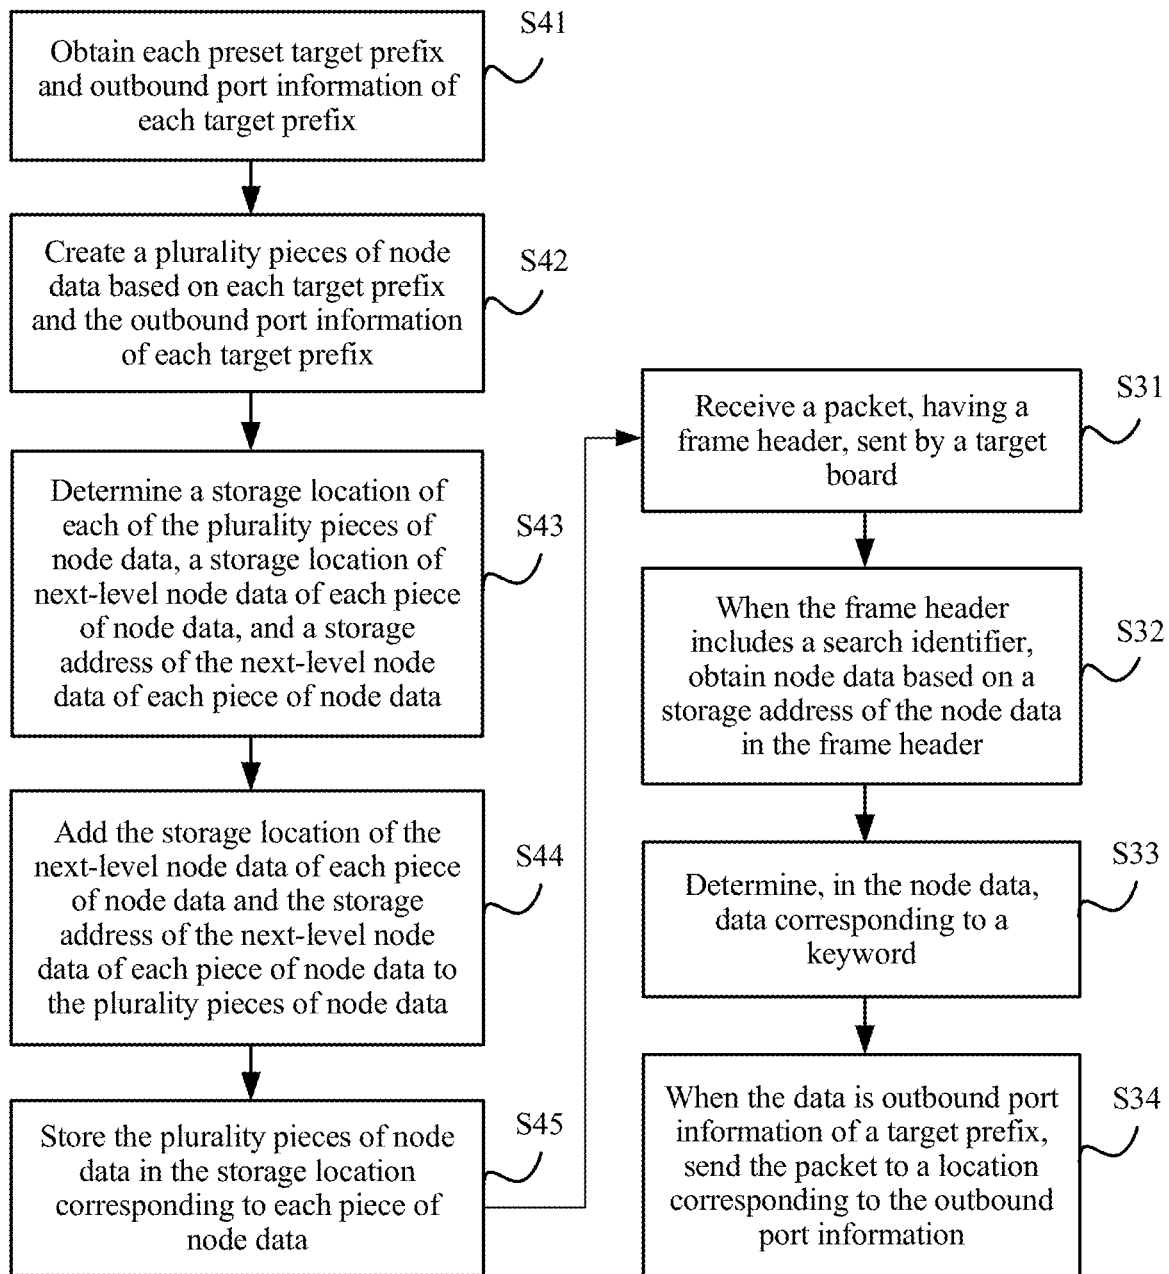 Obtain each preset target prefix
and outbound port information of
each target prefix
S41
Create a plurality pieces of node
data based on each target prefix
and the outbound port information
of each target prefix
S42
Determine a storage location of
each of the plurality pieces of
node data, a storage location of
next-level node data of each piece
of node data, and a storage
address of the next-level node
data of each piece of node data
S43
Add the storage location of the
next-level node data of each piece
of node data and the storage
address of the next-level node
data of each piece of node data to
the plurality pieces of node data
S44
Store the plurality pieces of node
data in the storage location
corresponding to each piece of
node data
S45
Receive a packet, having a
frame header, sent by a target
board
S31
When the frame header
includes a search identifier,
obtain node data based on a
storage address of the node data
in the frame header
S32
Determine, in the node data,
data corresponding to a
keyword
S33
When the data is outbound port
information of a target prefix,
send the packet to a location
corresponding to the outbound
port information
S34